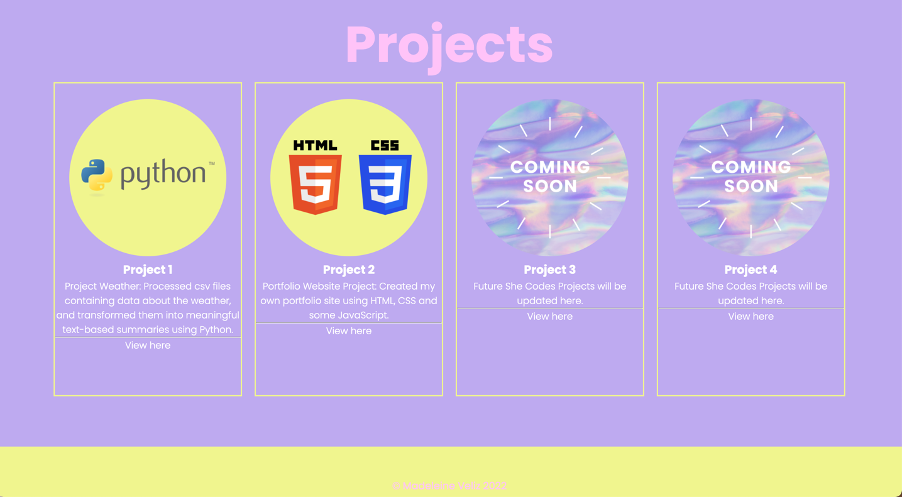 Projects
python™
Project 1
Project Weather: Processed csv files
containing data about the weather,
and transformed them into meaningful
text-based summaries using Python.
View here
HTML CSS
5 3
Project 2
Portfolio Website Project: Created my
own portfolio site using HTML, CSS and
some JavaScript.
View here
COMING
SOON
Project 3
Future She Codes Projects will be
updated here.
View here
COMING
SOON
Project 4
Future She Codes Projects will be
updated here.
View here
© Madeleine Velic 2022